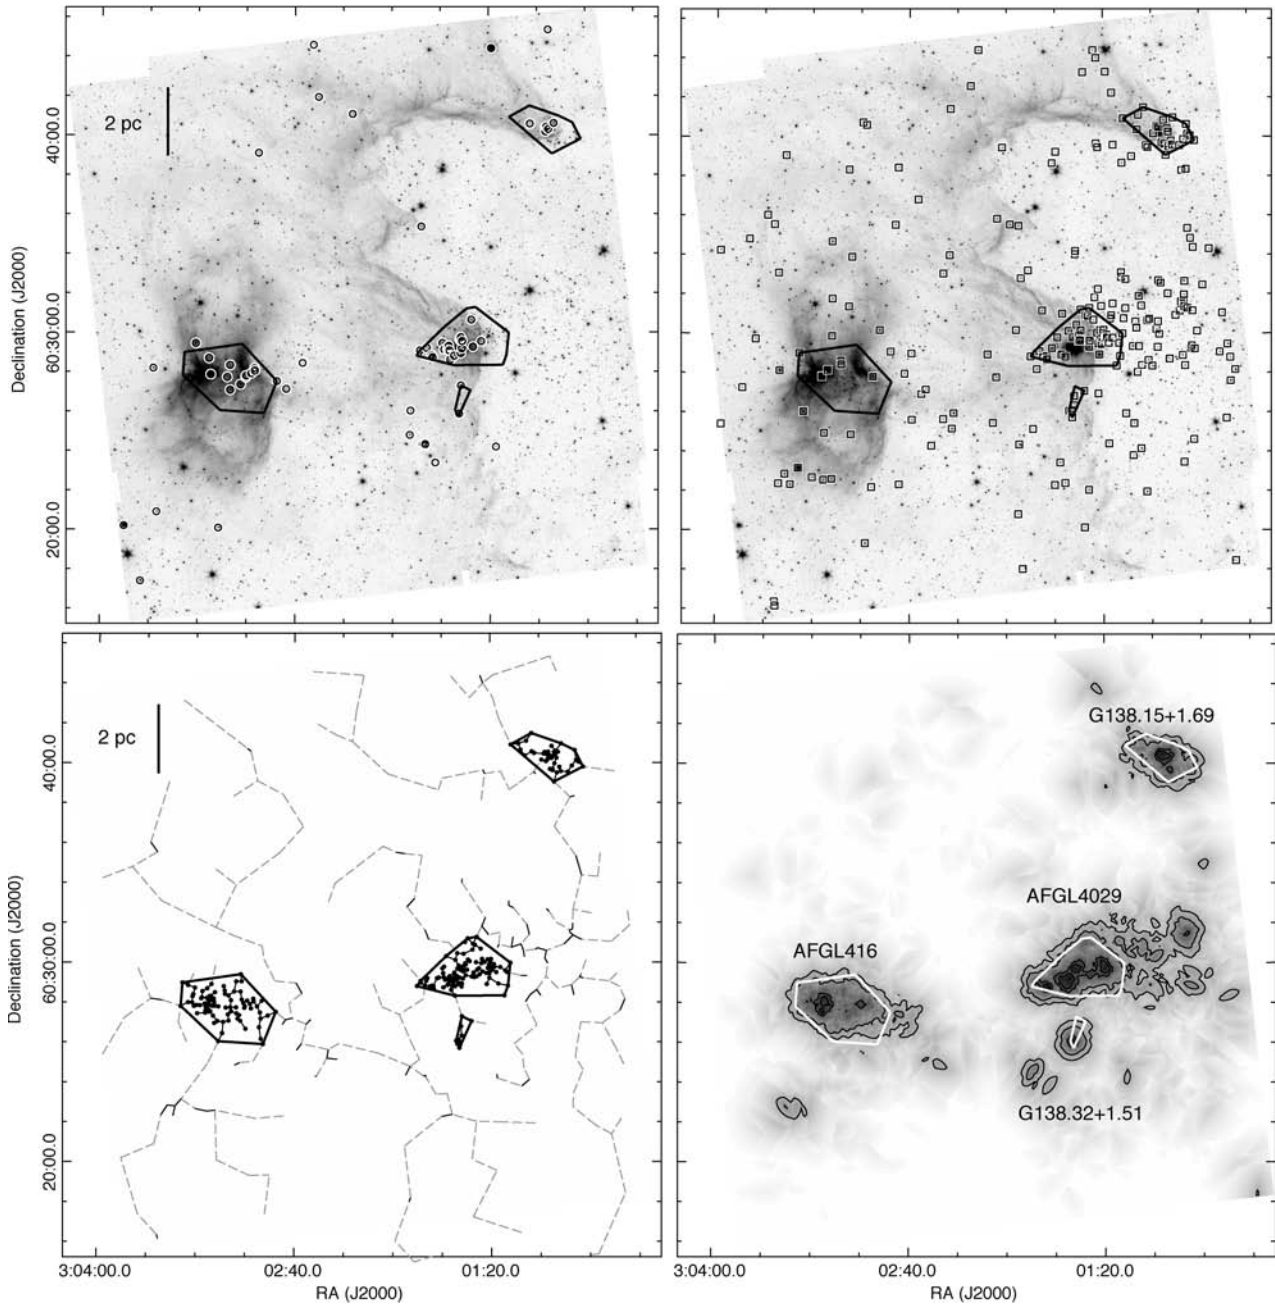 2 pc
40:00.0
Declination (J2000)
60:30:00.0
20:00.0
2 pc
40:00.0
Declination (J2000)
60:30:00.0
20:00.0
G138.15+1.69
AFGL4029
AFGL416
G138.32+1.51
3:04:00.0
02:40.0
01:20.0
3:04:00.0
02:40.0
01:20.0
RA (J2000)
RA (J2000)